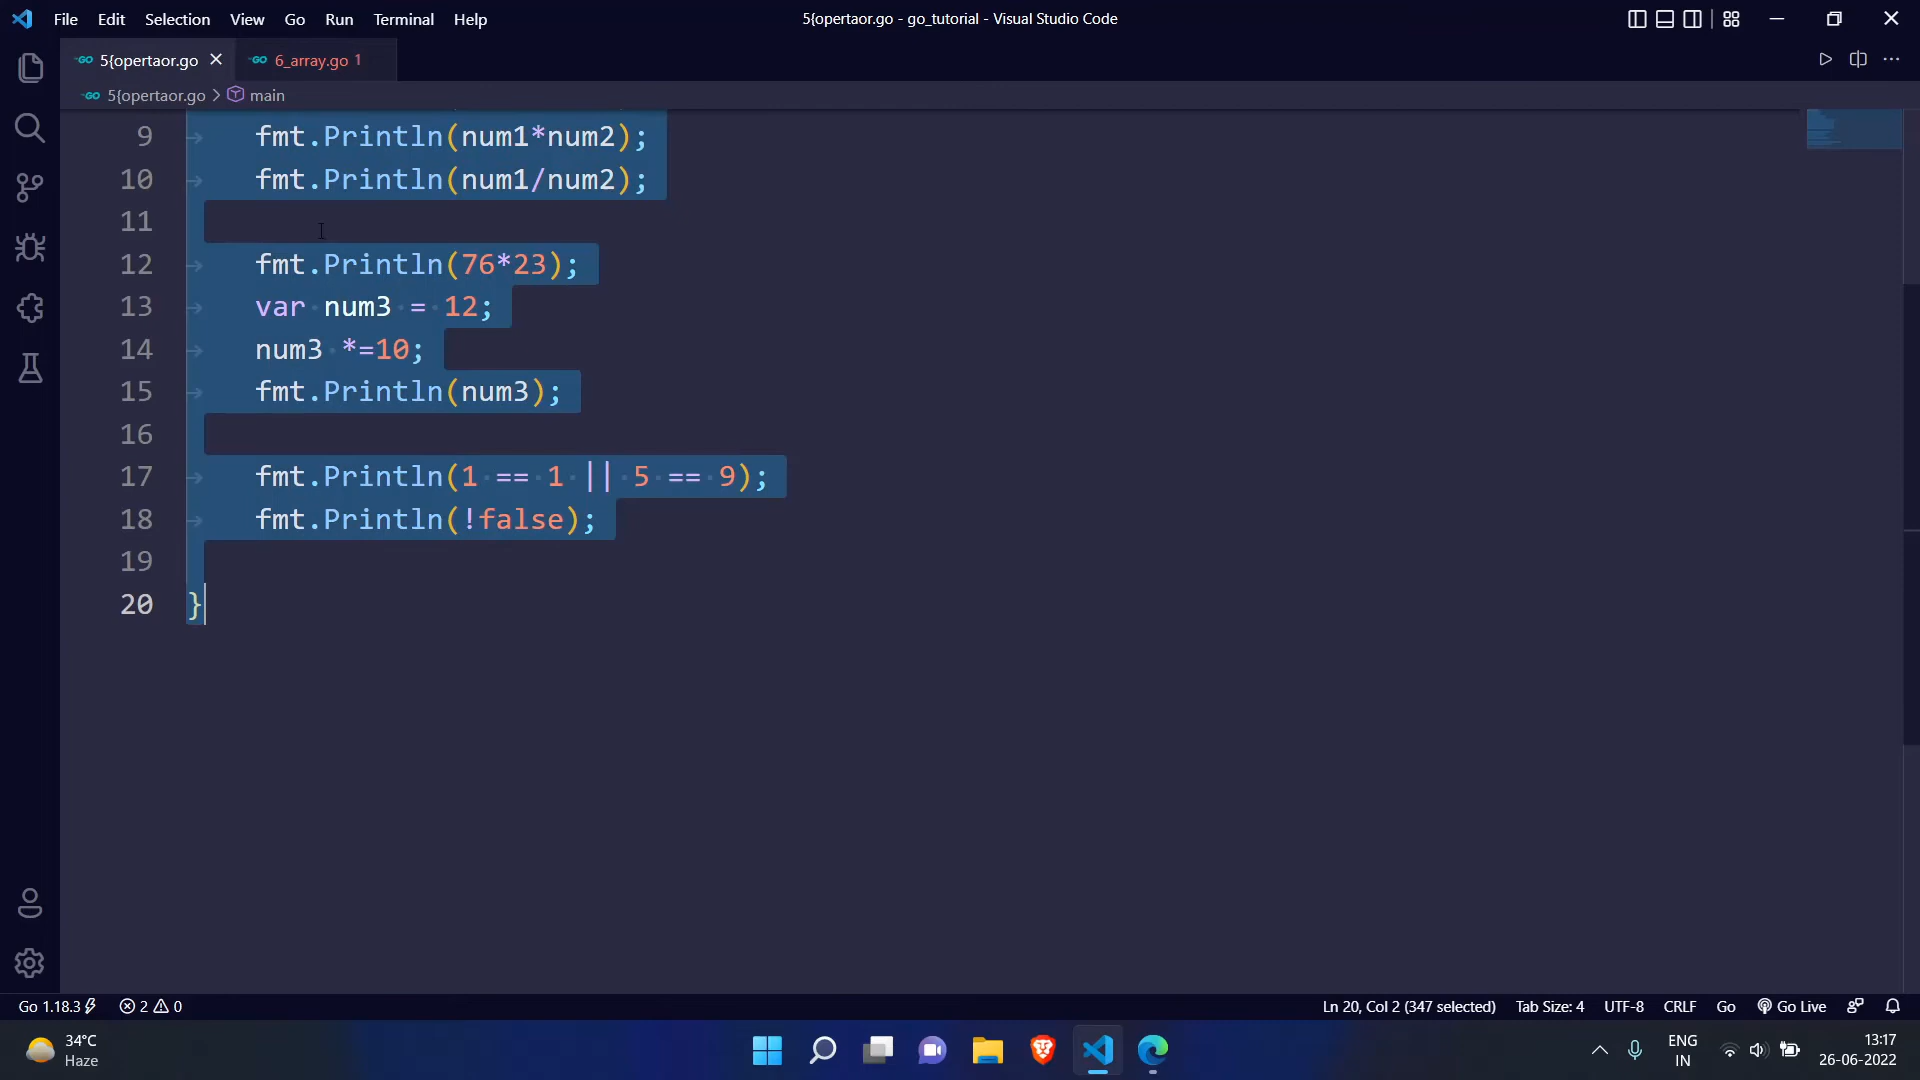 File Edit Selection View Go Run Terminal Help
5{opertaor.go - go_tutorial - Visual Studio Code
5{opertaor.go
6_array.go 1
5{opertaor.go > main
9 fmt.Println(num1*num2);
10 fmt.Println(num1/num2);
11
12 fmt.Println(76*23);
13 var num3 = 12;
14 num3 *=10;
15 fmt.Println(num3);
16
17 fmt.Println(1 == 1 || 5 == 9);
18 fmt.Println(!false);
19
20 }
Go 1.18.3 2 0
Ln 20, Col 2 (347 selected) Tab Size: 4 UTF-8 CRLF Go Go Live
34°C
Haze
ENG
IN
13:17
26-06-2022